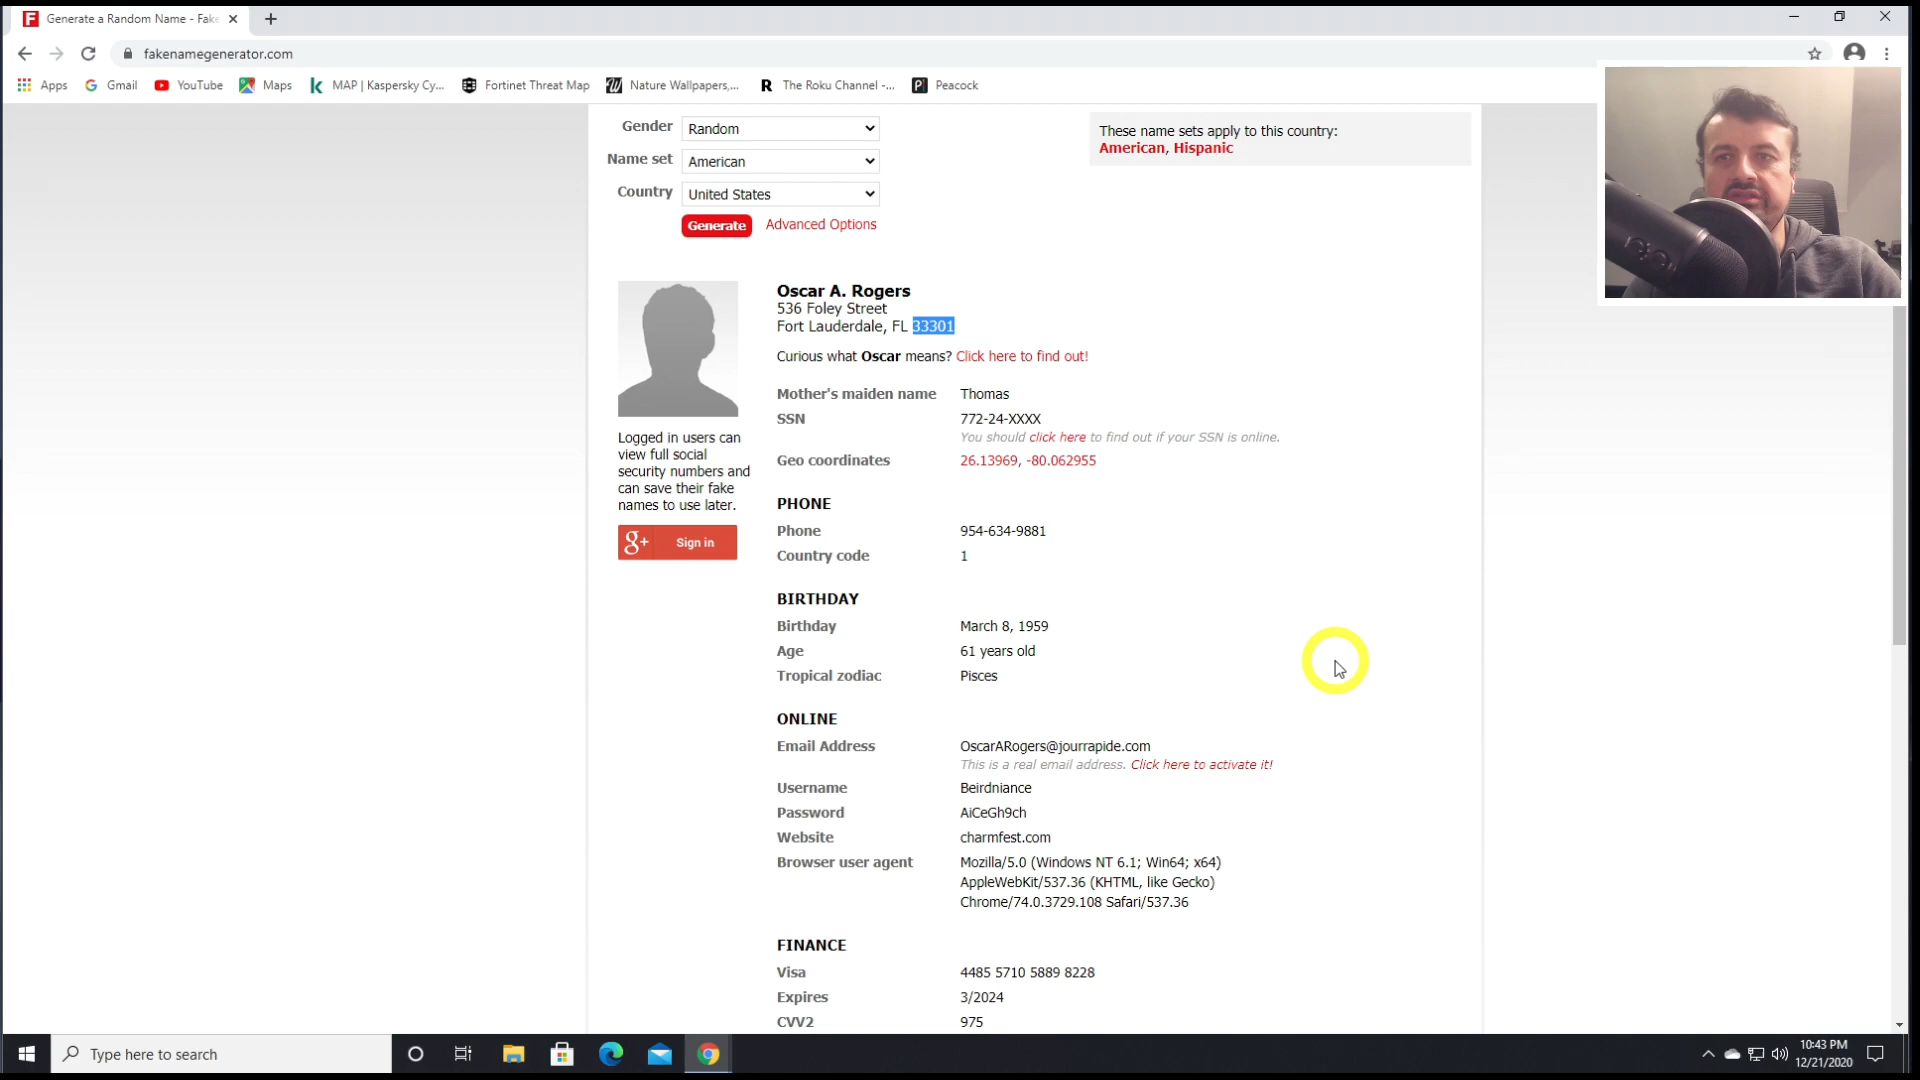 Generate a Random Name - Fak
fakenamegenerator.com
Apps
Gmail
YouTube
Maps
MAP | Kaspersky Cy...
Fortinet Threat Map
Nature Wallpapers,...
The Roku Channel -...
Peacock
Gender
Random
Name set
American
Country
United States
Generate
Advanced Options
These name sets apply to this country:
American, Hispanic
Oscar A. Rogers
536 Foley Street
Fort Lauderdale, FL 33301
Curious what Oscar means? Click here to find out!
Logged in users can
view full social
security numbers and
can save their fake
names to use later.
g+ Sign in
Mother's maiden name Thomas
SSN 772-24-XXXX
You should click here to find out if your SSN is online.
Geo coordinates 26.13969, -80.062955
PHONE
Phone 954-634-9881
Country code 1
BIRTHDAY
Birthday March 8, 1959
Age 61 years old
Tropical zodiac Pisces
ONLINE
Email Address OscarARogers@jourrapide.com
This is a real email address. Click here to activate it!
Username Beirdniance
Password AiCeGh9ch
Website charmfest.com
Browser user agent Mozilla/5.0 (Windows NT 6.1; Win64; x64)
AppleWebKit/537.36 (KHTML, like Gecko)
Chrome/74.0.3729.108 Safari/537.36
FINANCE
Visa 4485 5710 5889 8228
Expires 3/2024
CVV2 975
Type here to search
10:43 PM
12/21/2020